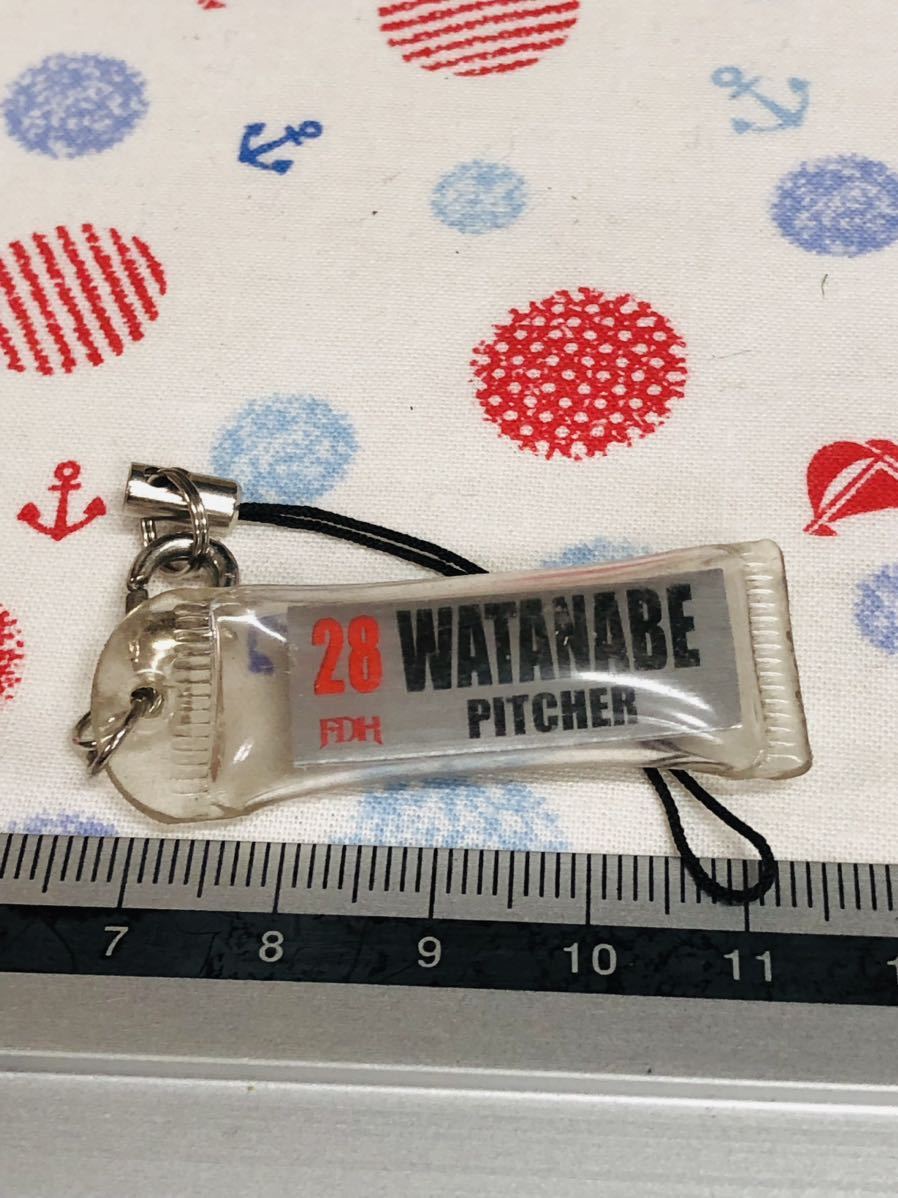 28 WATANABE
FDH PITCHER
7 8 9 10 11